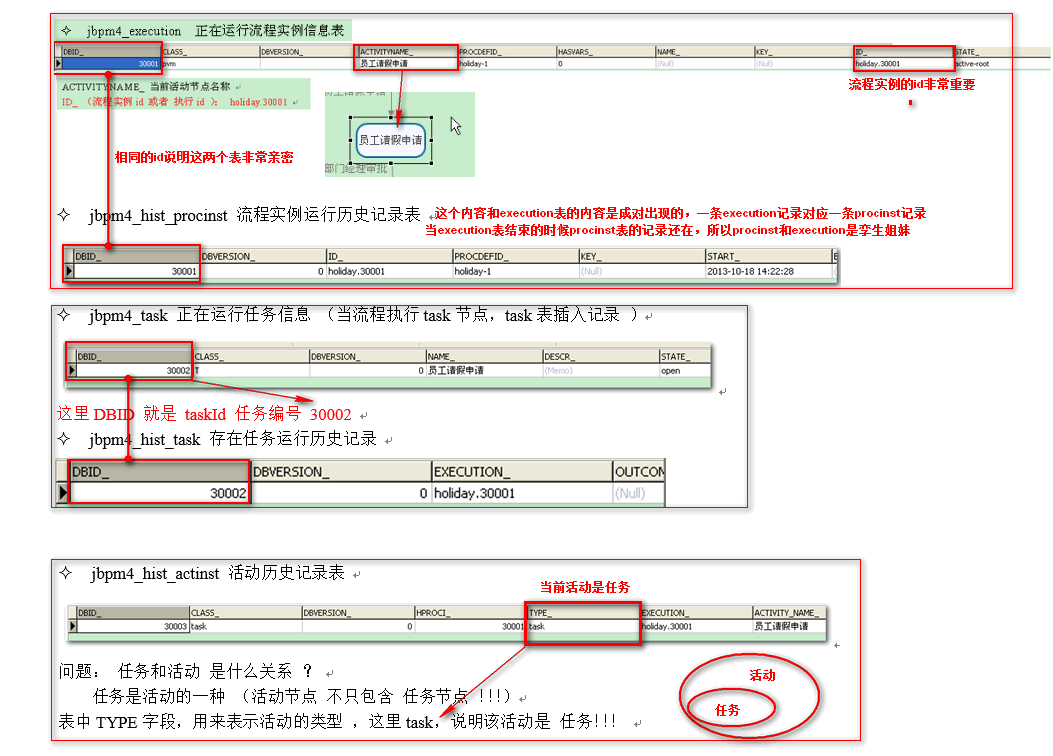 ✧ jbpm4_execution 正在运行流程实例信息表
DBID_ CLASS_ DBVERSION_ ACTIVITYNAME_ PROCDEFID_ HASVARS_ NAME_ KEY_ ID_ STATE_
30001 pvm 员工请假申请 holiday-1 0 (Null) (Null) holiday.30001 active-root
ACTIVITYNAME_ 当前活动节点名称
ID_ （流程实例 id 或者 执行 id ）： holiday.30001
流程实例的id非常重要
员工请假申请
员工请假申请
部门经理审批
相同的id说明这两个表非常亲密
✧ jbpm4_hist_procinst 流程实例运行历史记录表
这个内容和execution表的内容是成对出现的，一条execution记录对应一条procinst记录
当execution表结束的时候procinst表的记录还在，所以procinst和execution是孪生姐妹
DBID_ DBVERSION_ ID_ PROCDEFID_ KEY_ START_ E
30001 0 holiday.30001 holiday-1 (Null) 2013-10-18 14:22:28
✧ jbpm4_task 正在运行任务信息 （当流程执行 task 节点，task 表插入记录 ）
DBID_ CLASS_ DBVERSION_ NAME_ DESCR_ STATE_
30002 T 0 员工请假申请 (Memo) open
这里 DBID 就是 taskId 任务编号 30002
✧ jbpm4_hist_task 存在任务运行历史记录
DBID_ DBVERSION_ EXECUTION_ OUTCOM
30002 0 holiday.30001 (Null)
✧ jbpm4_hist_actinst 活动历史记录表
当前活动是任务
DBID_ CLASS_ DBVERSION_ HPROCI_ TYPE_ EXECUTION_ ACTIVITY_NAME_
30003 task 0 30001 task holiday.30001 员工请假申请
问题： 任务和活动 是什么关系 ？
任务是活动的一种 （活动节点 不只包含 任务节点 !!!）
表中 TYPE 字段，用来表示活动的类型 ，这里 task，说明该活动是 任务!!!
活动
任务